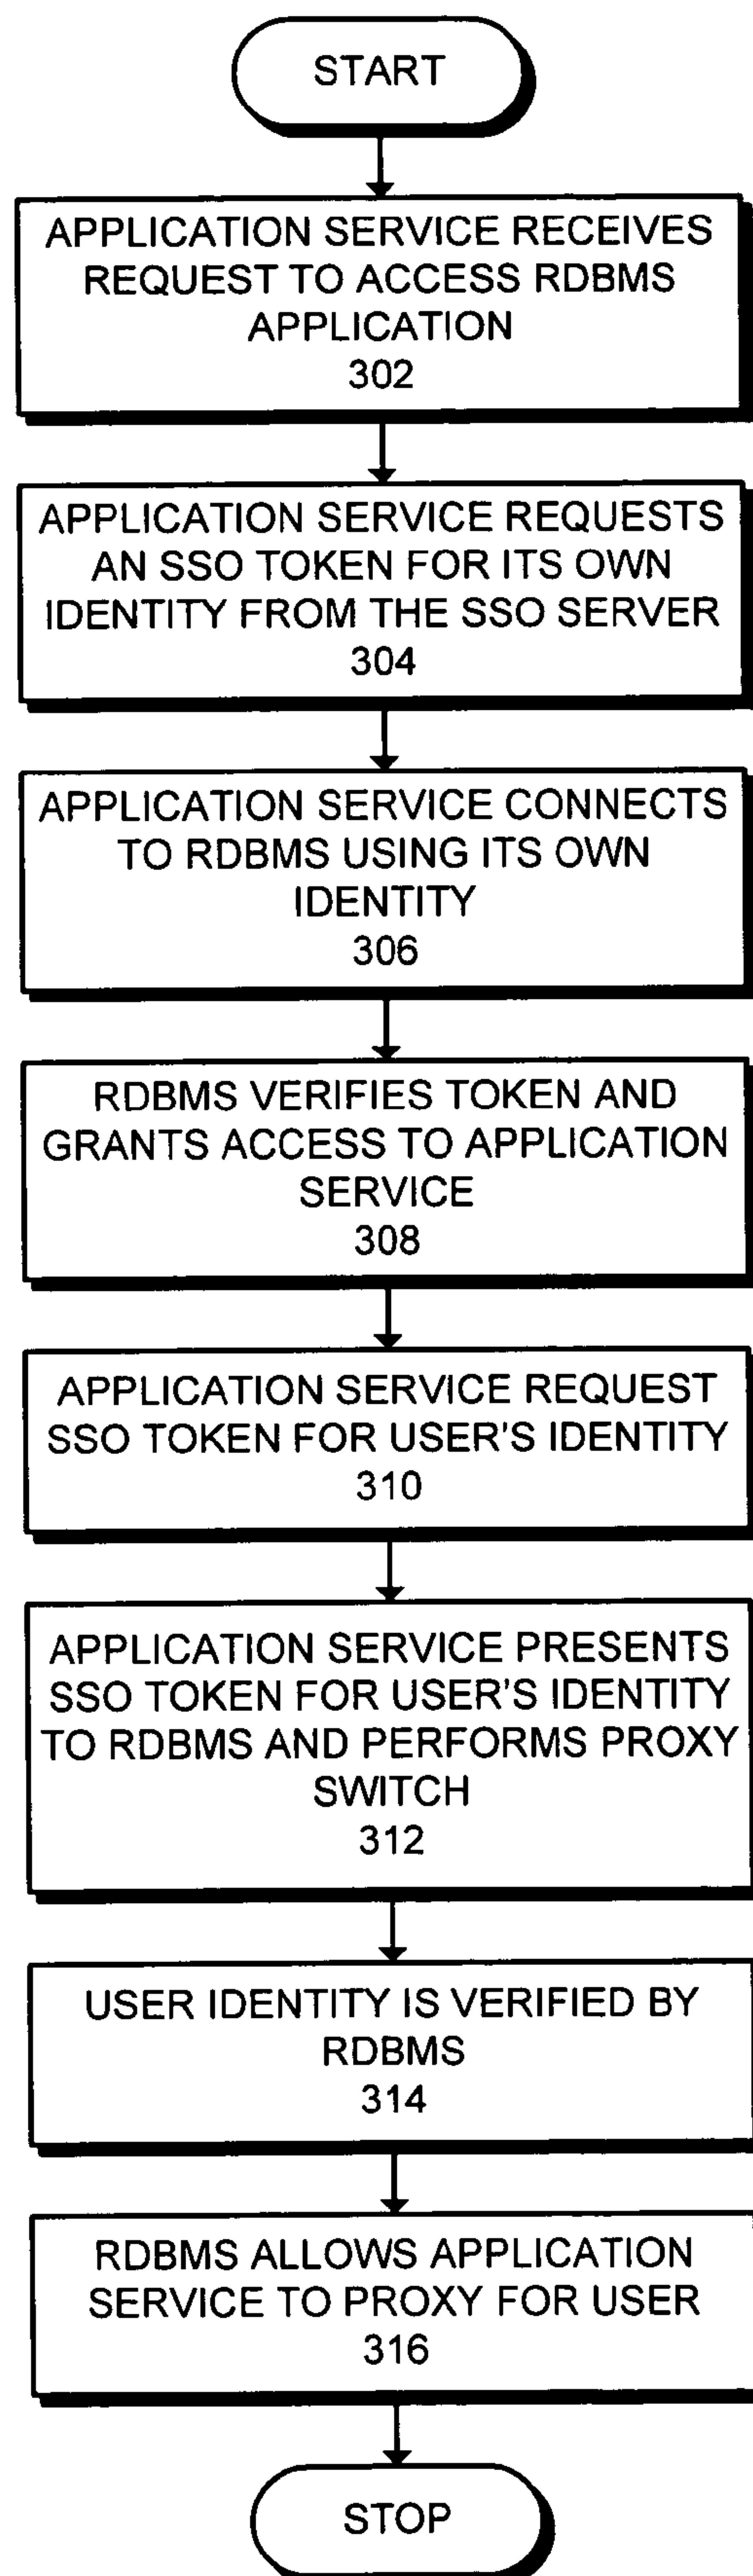 START
APPLICATION SERVICE RECEIVES
REQUEST TO ACCESS RDBMS
APPLICATION
302
APPLICATION SERVICE REQUESTS
AN SSO TOKEN FOR ITS OWN
IDENTITY FROM THE SSO SERVER
304
APPLICATION SERVICE CONNECTS
TO RDBMS USING ITS OWN
IDENTITY
306
RDBMS VERIFIES TOKEN AND
GRANTS ACCESS TO APPLICATION
SERVICE
308
APPLICATION SERVICE REQUEST
SSO TOKEN FOR USER'S IDENTITY
310
APPLICATION SERVICE PRESENTS
SSO TOKEN FOR USER'S IDENTITY
TO RDBMS AND PERFORMS PROXY
SWITCH
312
USER IDENTITY IS VERIFIED BY
RDBMS
314
RDBMS ALLOWS APPLICATION
SERVICE TO PROXY FOR USER
316
STOP